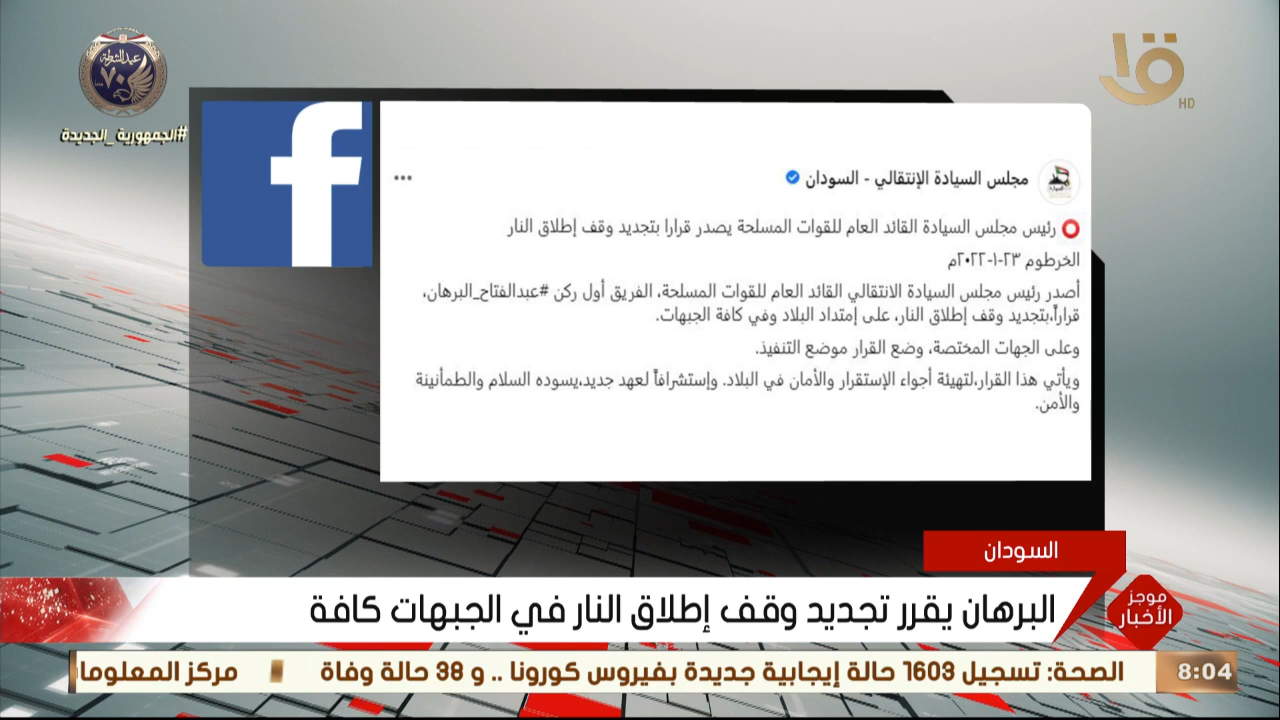 عيد الشرطة
٧٠
#الجمهورية_الجديدة
HD
مجلس السيادة الإنتقالي - السودان
رئيس مجلس السيادة القائد العام للقوات المسلحة يصدر قرارا بتجديد وقف إطلاق النار
الخرطوم ٢٣-١-٢٠٢٢م
أصدر رئيس مجلس السيادة الانتقالي القائد العام للقوات المسلحة، الفريق أول ركن #عبدالفتاح_البرهان،
قراراً،بتجديد وقف إطلاق النار، على إمتداد البلاد وفي كافة الجبهات.
وعلى الجهات المختصة، وضع القرار موضع التنفيذ.
ويأتي هذا القرار،لتهيئة أجواء الإستقرار والأمان في البلاد. وإستشرافاً لعهد جديد،يسوده السلام والطمأنينة
والأمن.
السودان
موجز
الأخبار
البرهان يقرر تجديد وقف إطلاق النار في الجبهات كافة
8:04
الصحة: تسجيل 1603 حالة إيجابية جديدة بفيروس كورونا .. و 38 حالة وفاة مركز المعلوما